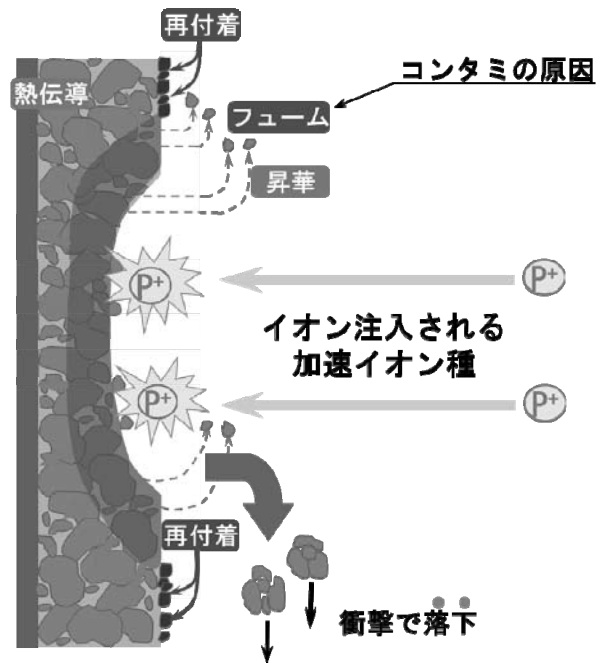 再付着
コンタミの原因
熱伝導
フューム
昇華
P+
P+
イオン注入される
加速イオン種
P+
P+
再付着
衝撃で落下